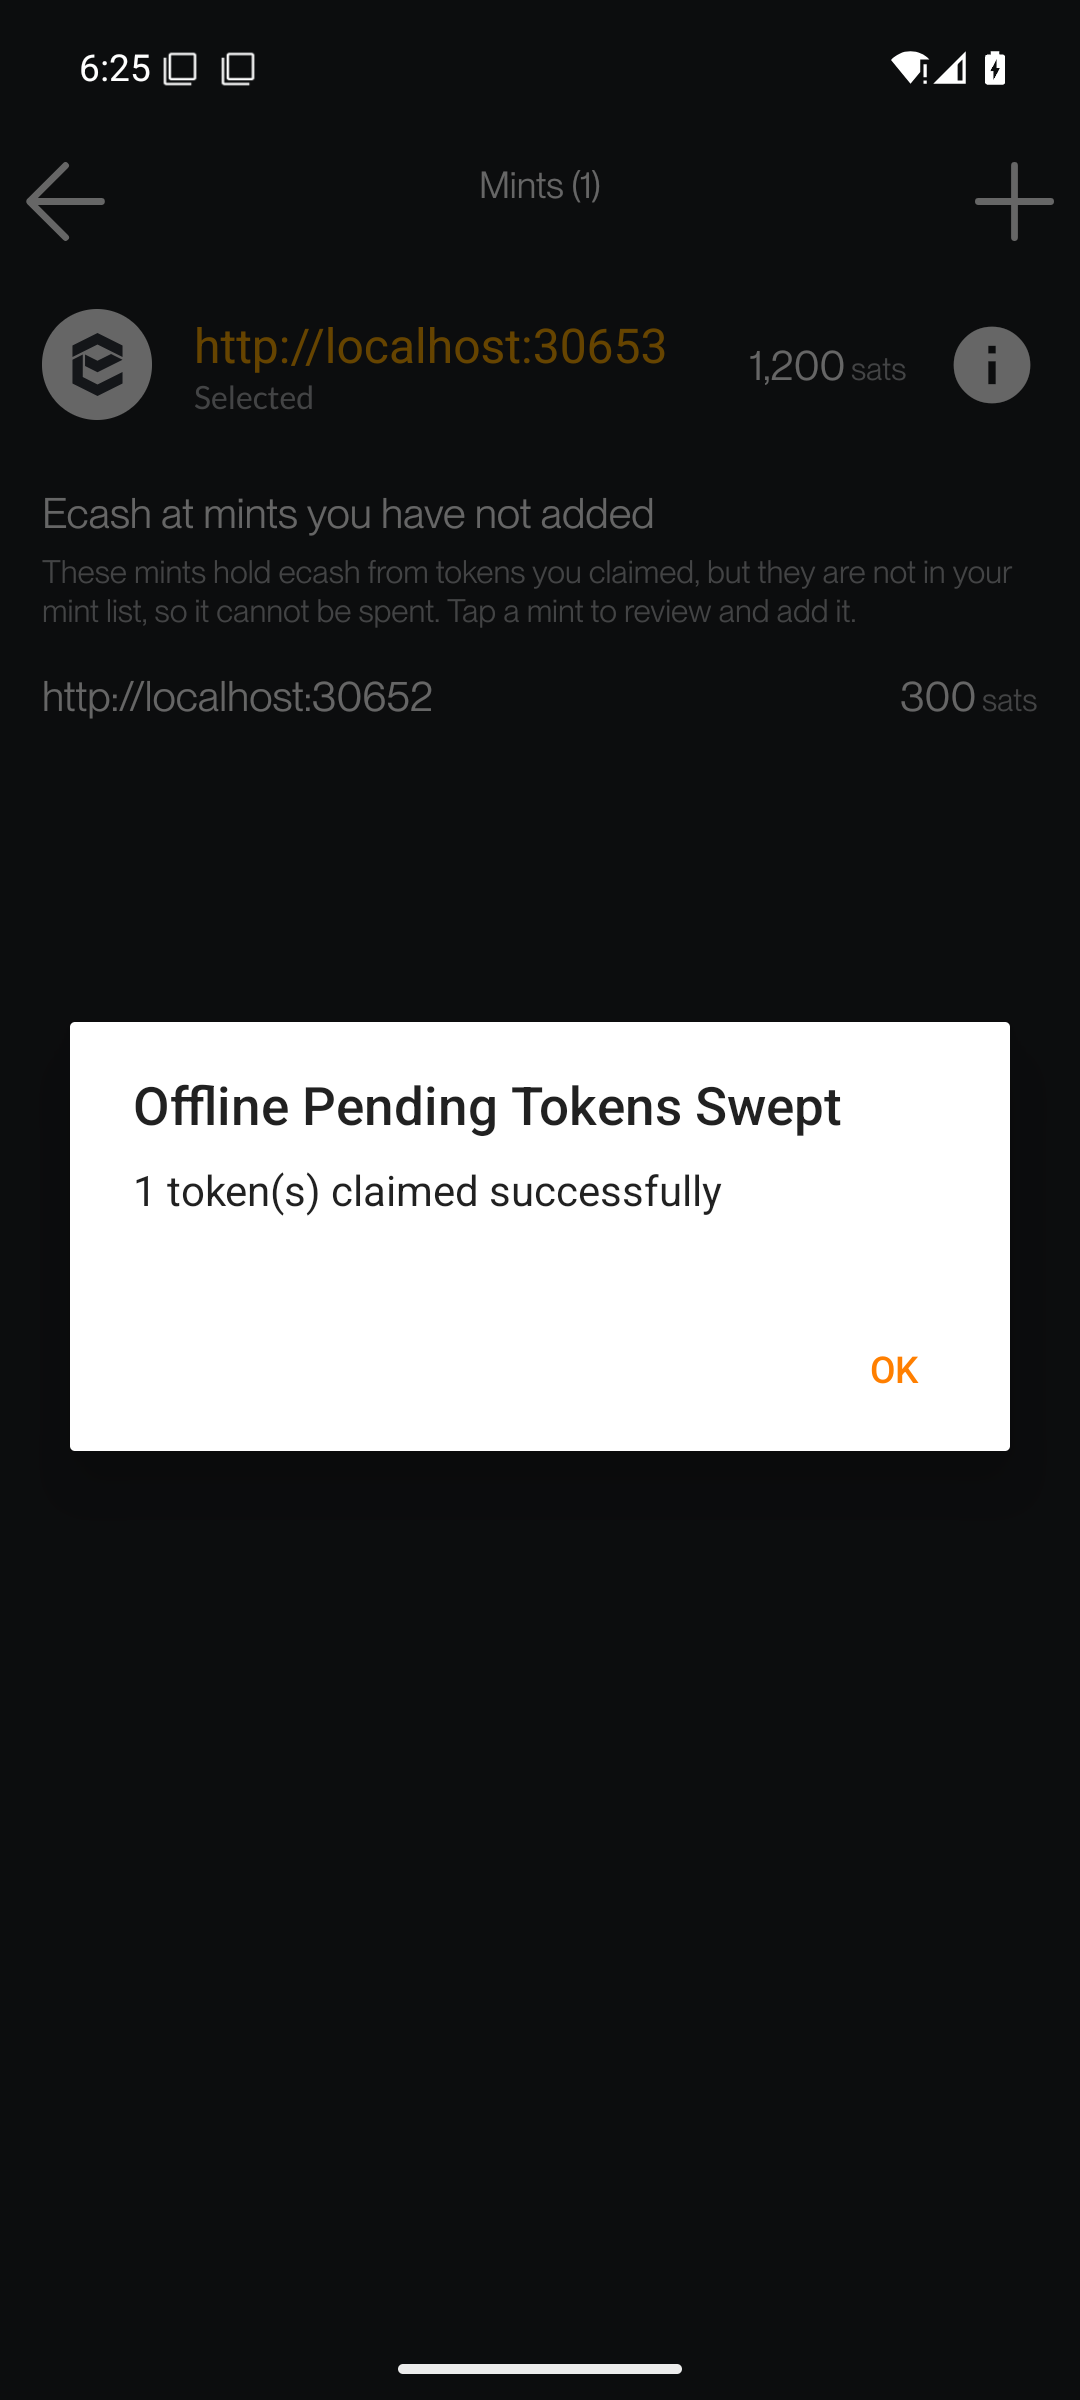 6:25
Mints (1)
http://localhost:30653
Selected
1,200 sats
Ecash at mints you have not added
These mints hold ecash from tokens you claimed, but they are not in your
mint list, so it cannot be spent. Tap a mint to review and add it.
http://localhost:30652
300 sats
Offline Pending Tokens Swept
1 token(s) claimed successfully
OK